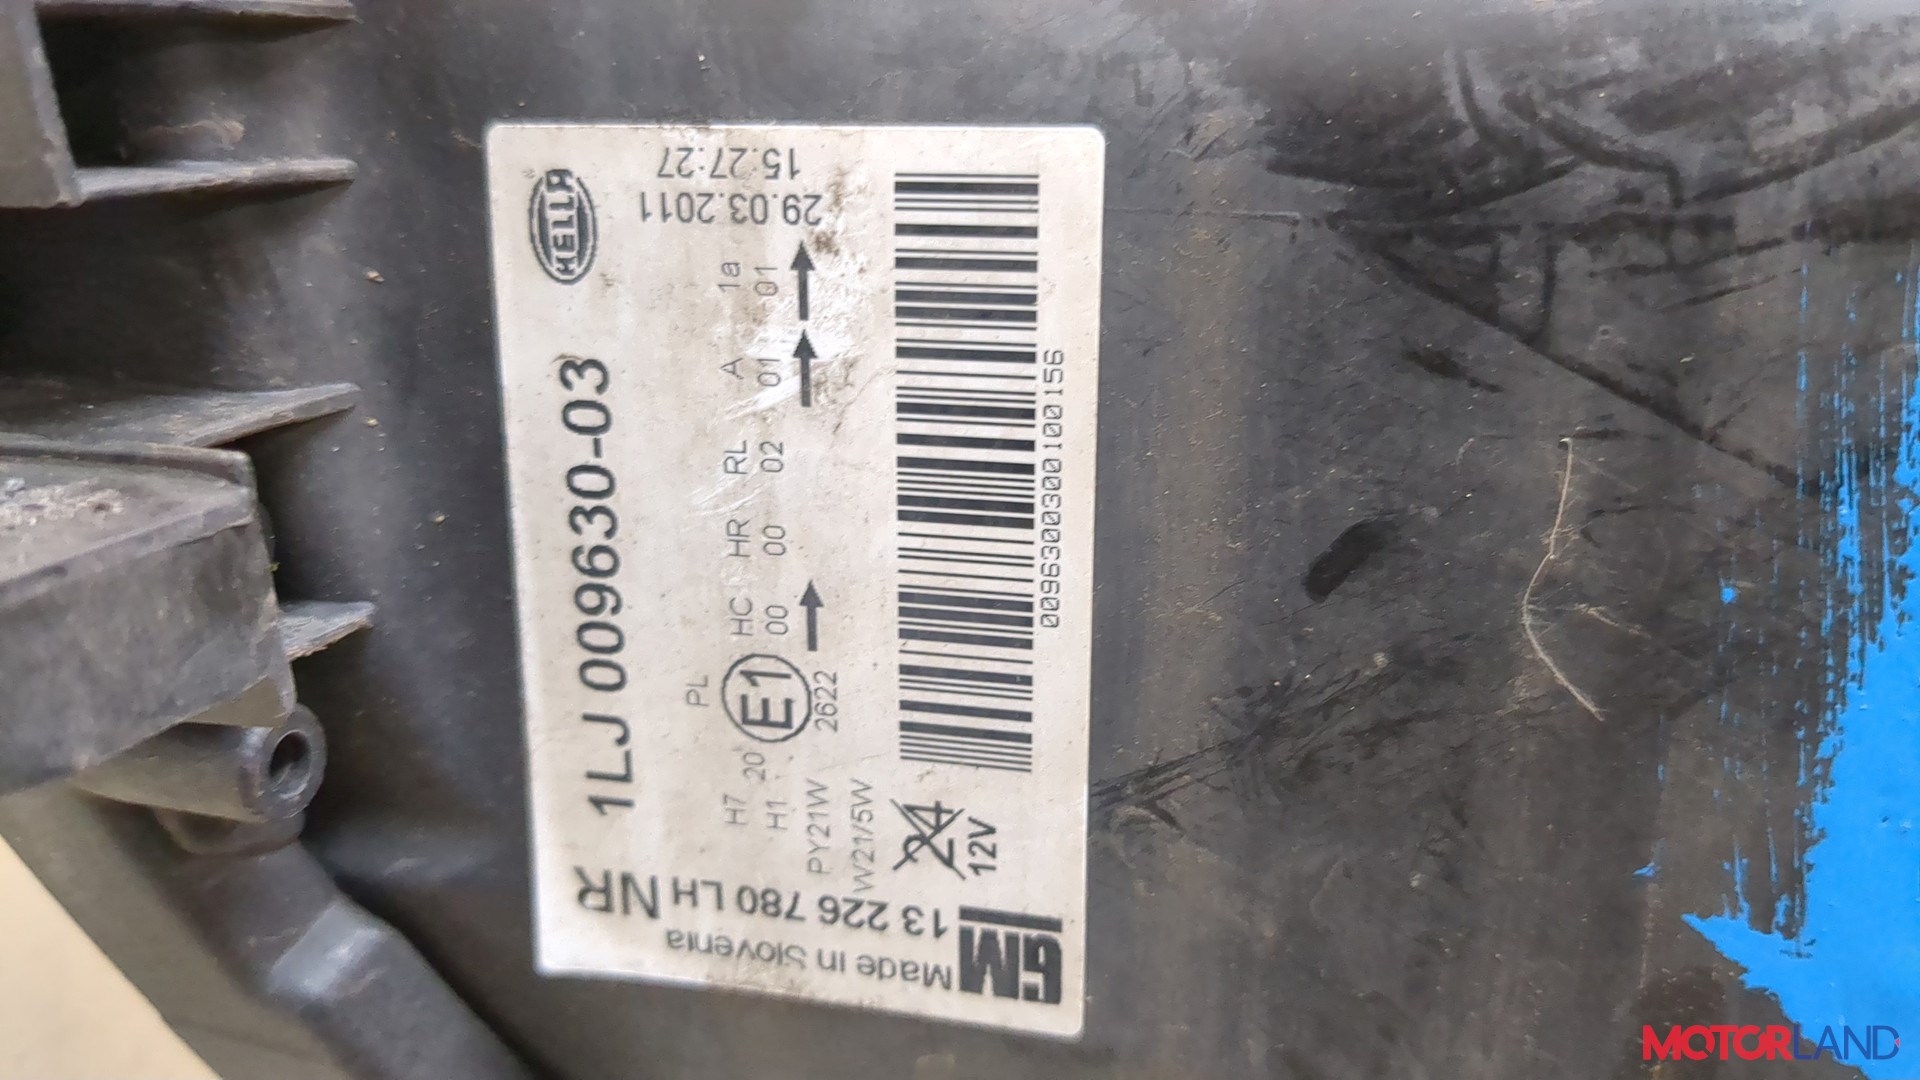 HELLA
1LJ 009630-03
NR
29.03.2011
15:27:27
PL
H7 20 HC HR RL A 1a
H1 E1 00 00 02 01 01
PY21W 2622
W21/5W
24
12V
009630030100156
GM
13 226 780 LH
Made in Slovenia
MOTORLAND